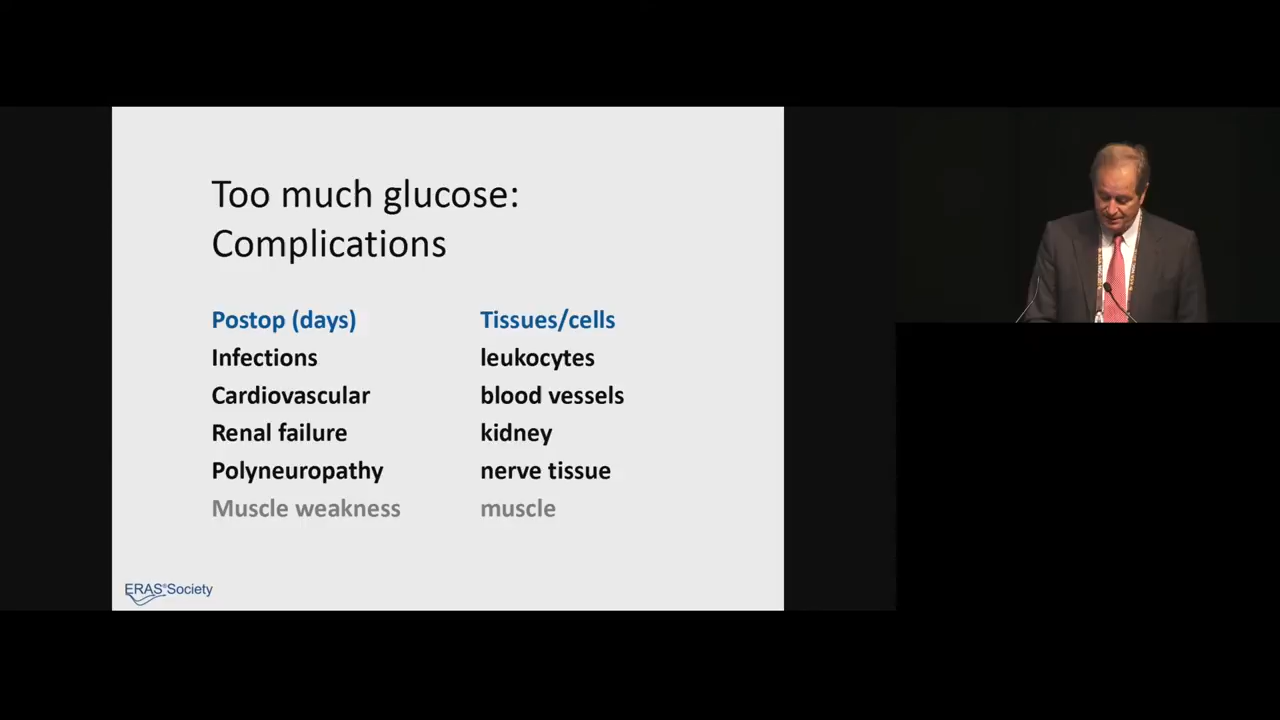 Too much glucose:
Complications
Postop (days) Tissues/cells
Infections leukocytes
Cardiovascular blood vessels
Renal failure kidney
Polyneuropathy nerve tissue
Muscle weakness muscle
ERAS®Society